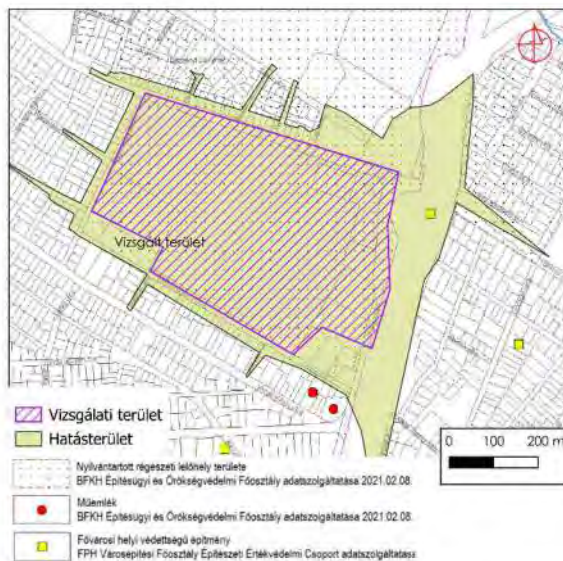 Vizsgált terület
Vizsgálati terület
Hatásterület
0 100 200 m
Nyilvántartott régészeti lelőhely területe
BFKH Építésügyi és Örökségvédelmi Főosztály adatszolgáltatása 2021.02.08.
Műemlék
BFKH Építésügyi és Örökségvédelmi Főosztály adatszolgáltatása 2021.02.08.
Fővárosi helyi védettségű építmény
FPH Városépítési Főosztály Építészeti Értékvédelmi Csoport adatszolgáltatása